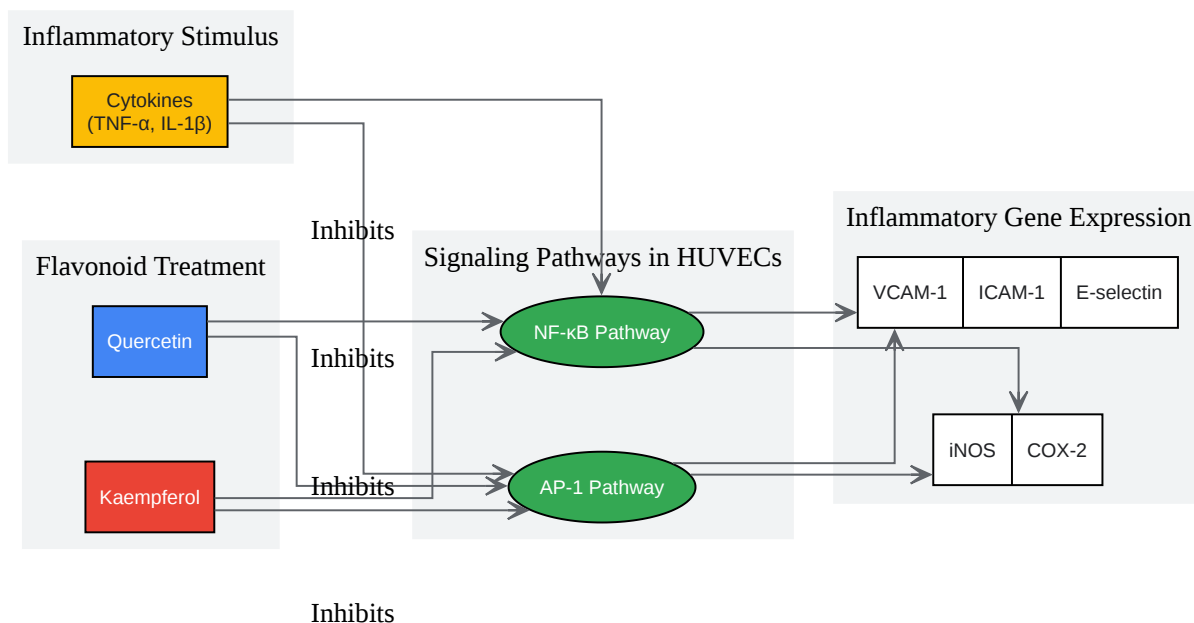 Inflammatory Stimulus
Cytokines
(TNF-α, IL-1β)
Inhibits
Flavonoid Treatment
Quercetin
Inhibits
Kaempferol
Inhibits
Inhibits
Signaling Pathways in HUVECs
NF-κB Pathway
AP-1 Pathway
Inflammatory Gene Expression
VCAM-1 ICAM-1 E-selectin
iNOS COX-2